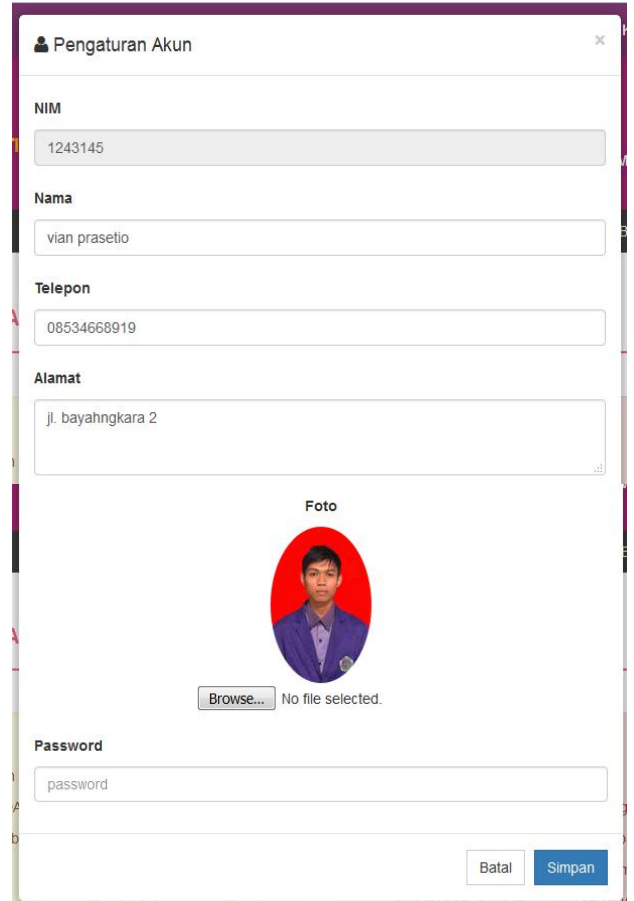 Pengaturan Akun ×
NIM
1243145
Nama
vian prasetio
Telepon
08534668919
Alamat
jl. bayahngkara 2
Foto
Browse... No file selected.
Password
password
Batal Simpan